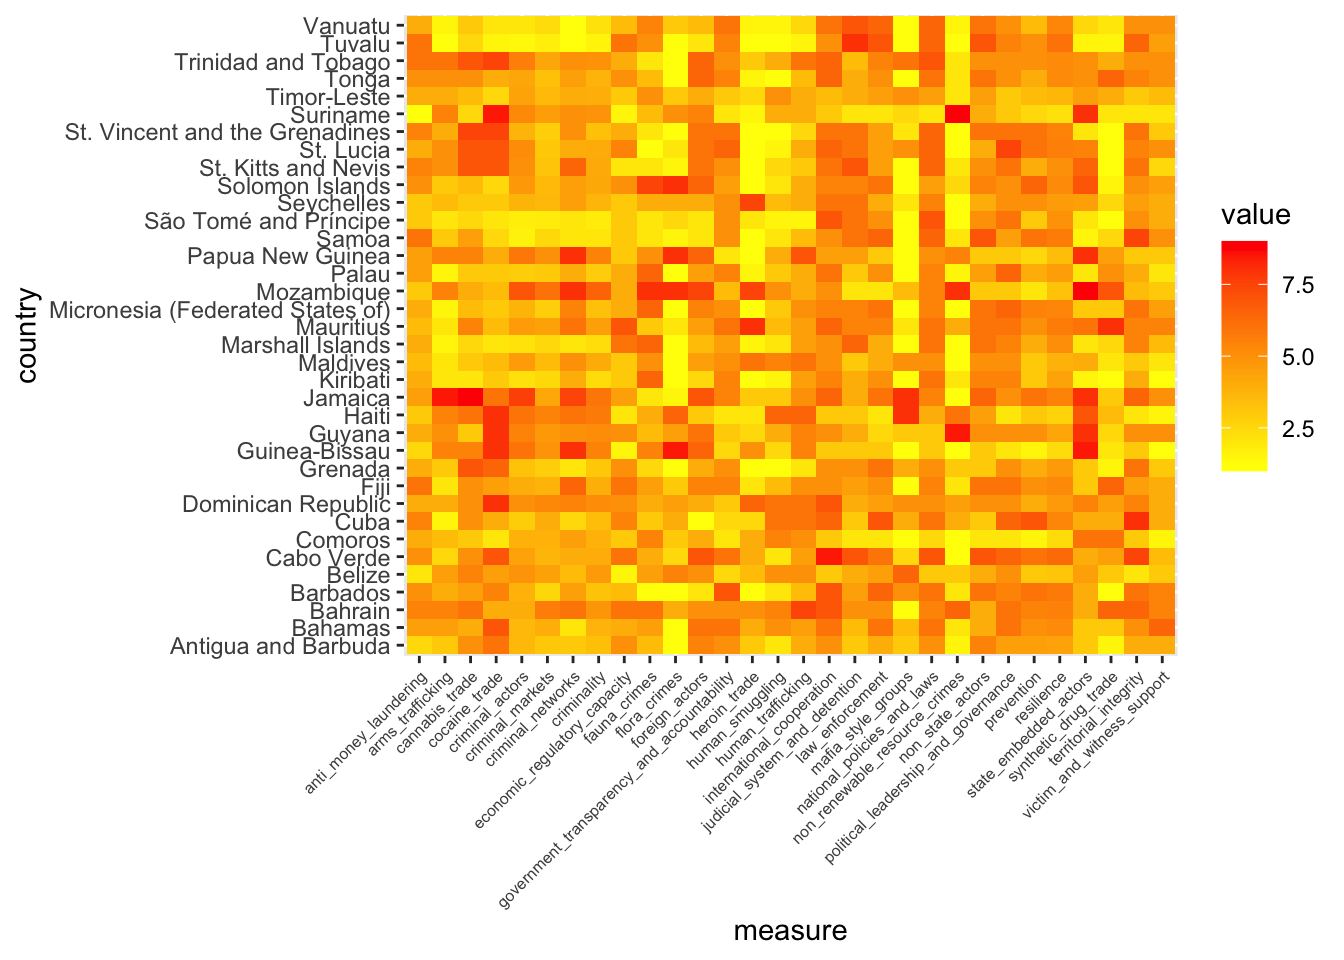 Vanuatu
Tuvalu
Trinidad and Tobago
Tonga
Timor-Leste
Suriname
St. Vincent and the Grenadines
St. Lucia
St. Kitts and Nevis
Solomon Islands
Seychelles
São Tomé and Príncipe
Samoa
Papua New Guinea
Palau
Mozambique
Micronesia (Federated States of)
Mauritius
Marshall Islands
Maldives
Kiribati
Jamaica
Haiti
Guyana
Guinea-Bissau
Grenada
Fiji
Dominican Republic
Cuba
Comoros
Cabo Verde
Belize
Barbados
Bahrain
Bahamas
Antigua and Barbuda
country
anti_money_laundering
arms_trafficking
cannabis_trade
cocaine_trade
criminal_actors
criminal_markets
criminal_networks
criminality
economic_regulatory_capacity
fauna_crimes
flora_crimes
foreign_actors
government_transparency_and_accountability
heroin_trade
human_smuggling
human_trafficking
international_cooperation
judicial_system_and_detention
law_enforcement
mafia_style_groups
national_policies_and_laws
non_renewable_resource_crimes
non_state_actors
political_leadership_and_governance
prevention
resilience
state_embedded_actors
synthetic_drug_trade
territorial_integrity
victim_and_witness_support
measure
value
7.5
5.0
2.5